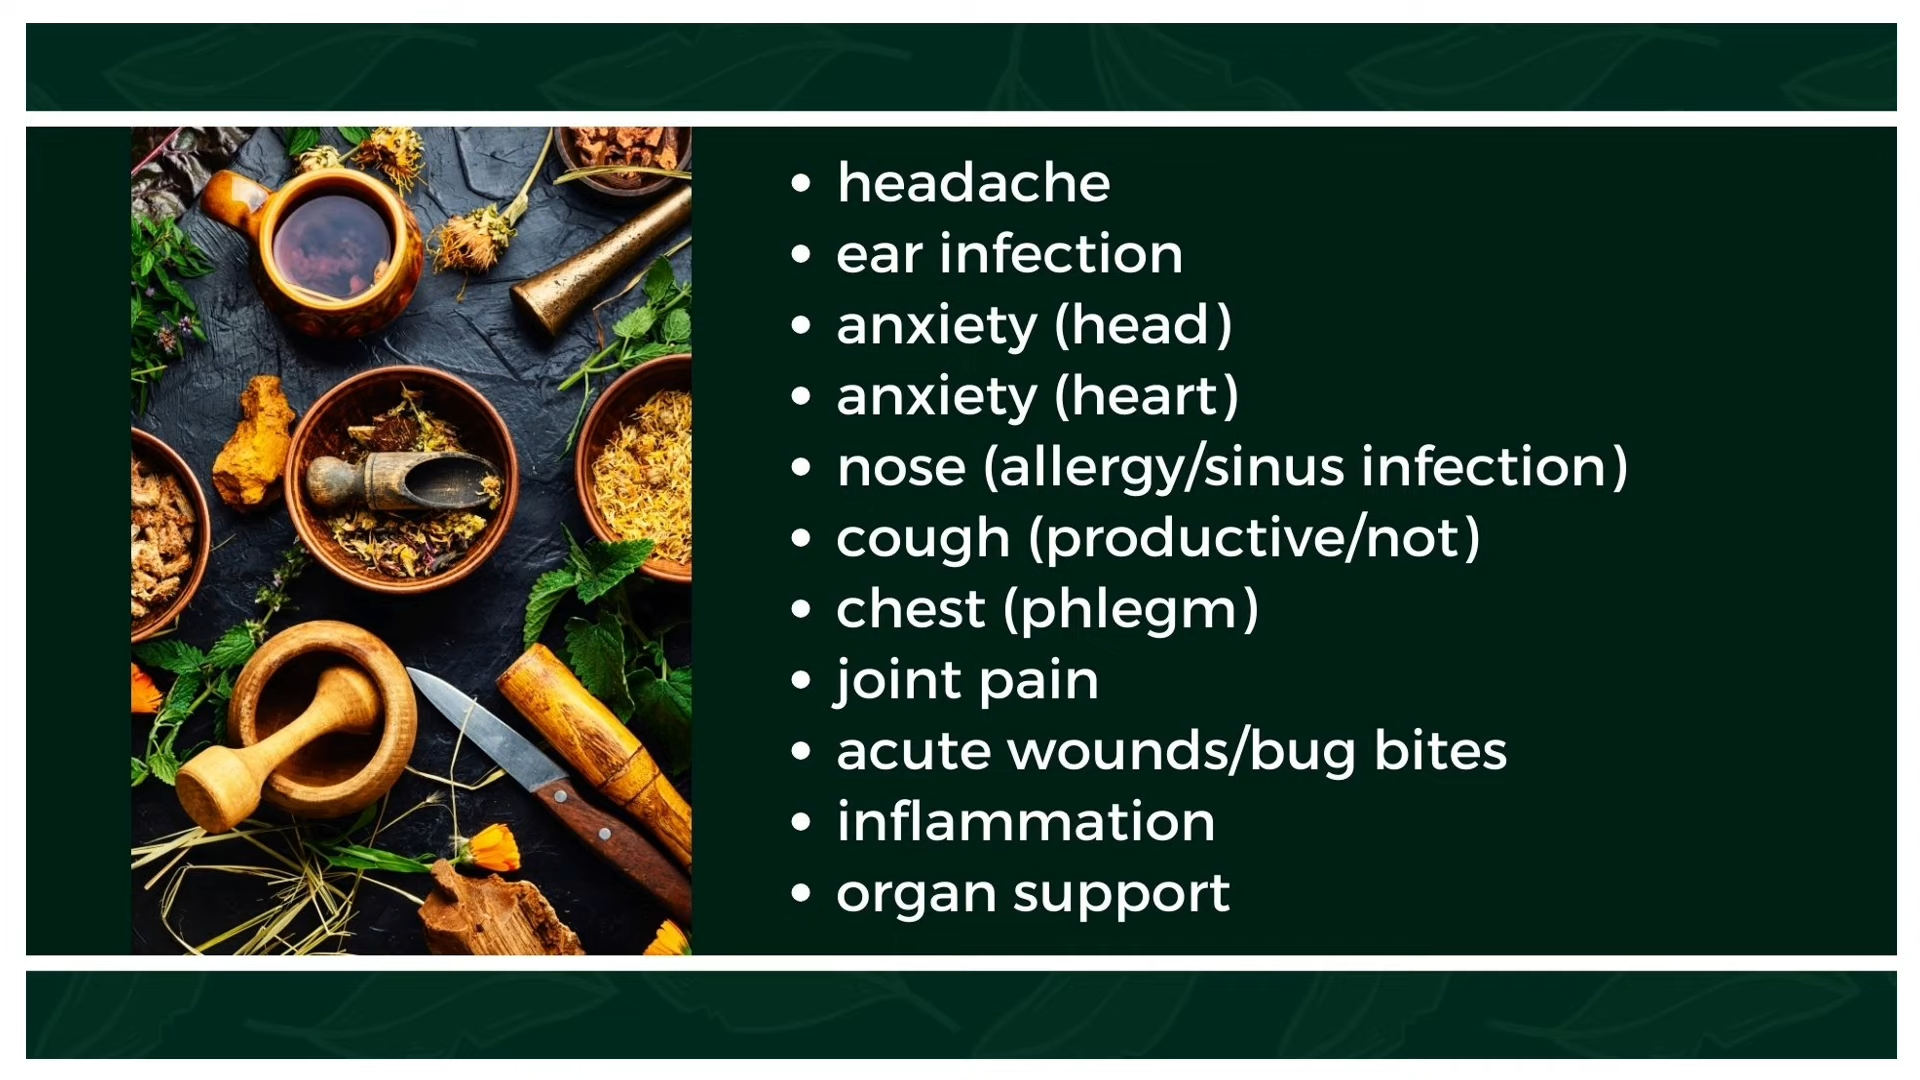 • headache
• ear infection
• anxiety (head)
• anxiety (heart)
• nose (allergy/sinus infection)
• cough (productive/not)
• chest (phlegm)
• joint pain
• acute wounds/bug bites
• inflammation
• organ support